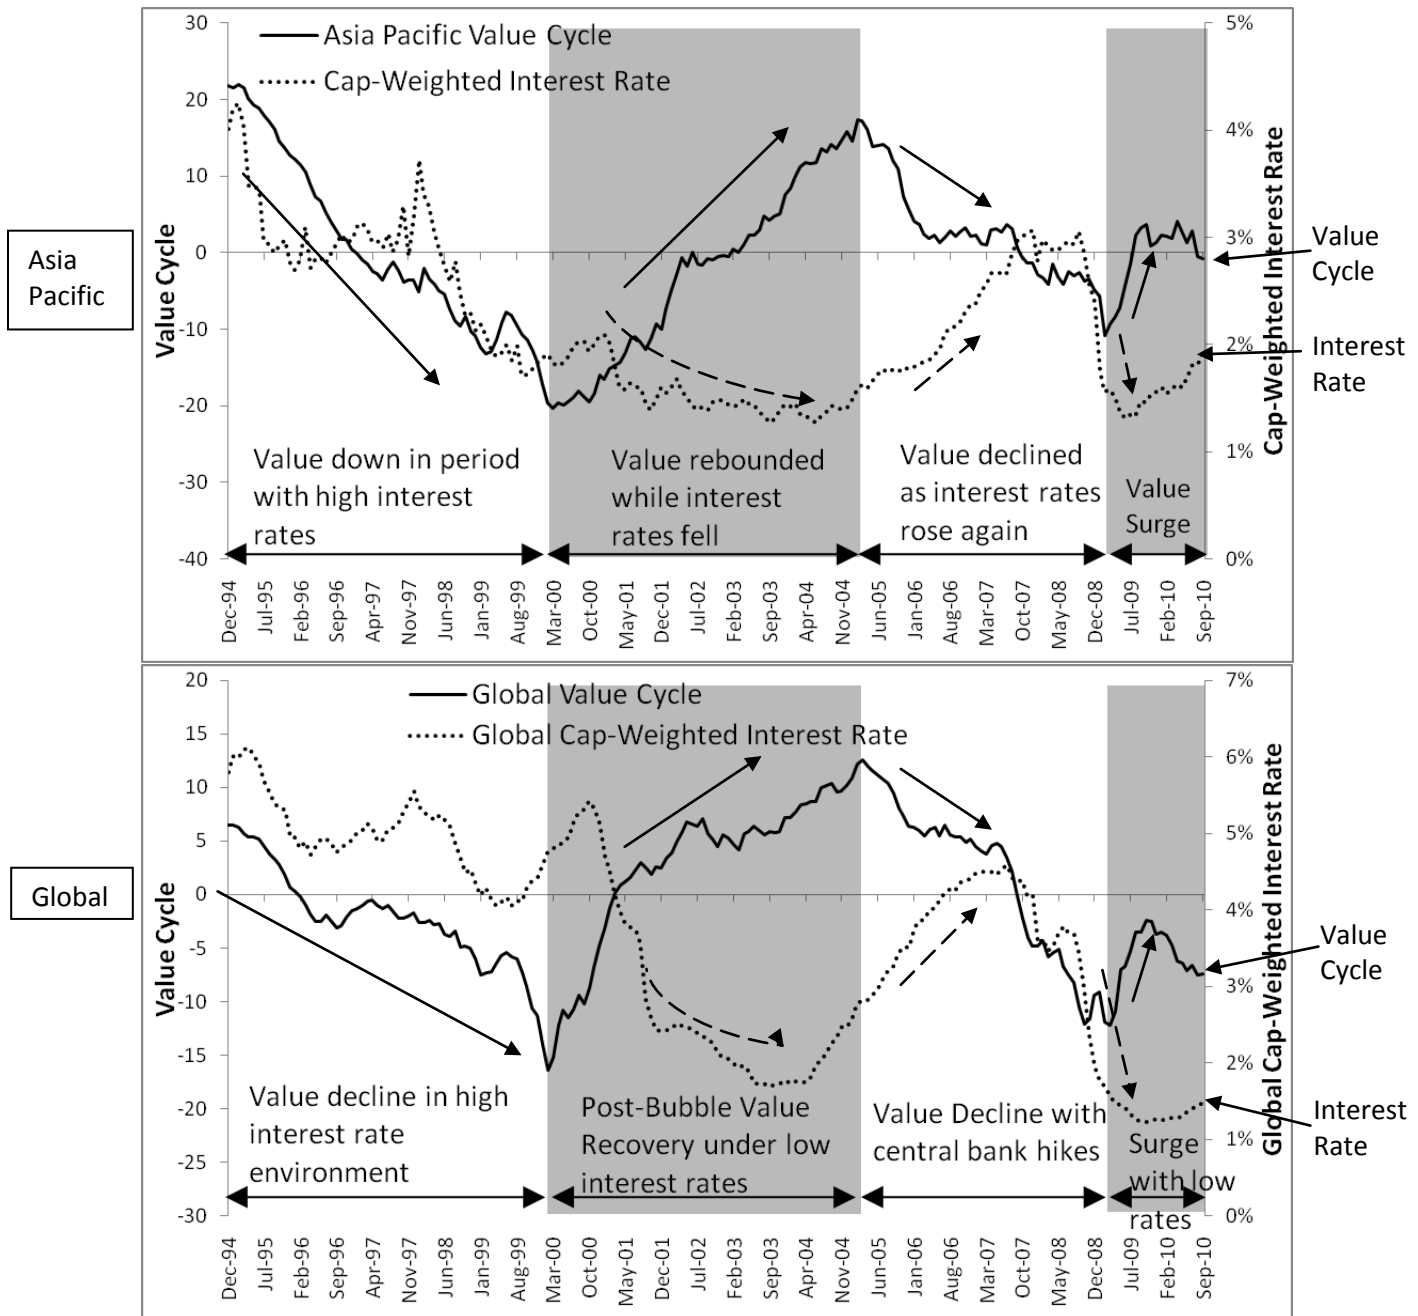 Asia Pacific Value Cycle
Cap-Weighted Interest Rate
30
20
10
0
-10
-20
-30
-40
Value Cycle
5%
4%
3%
2%
1%
0%
Cap-Weighted Interest Rate
Asia
Pacific
Value
Cycle
Interest
Rate
Value down in period
with high interest
rates
Value rebounded
while interest
rates fell
Value declined
as interest rates
rose again
Value
Surge
Dec-94
Jul-95
Feb-96
Sep-96
Apr-97
Nov-97
Jun-98
Jan-99
Aug-99
Mar-00
Oct-00
May-01
Dec-01
Jul-02
Feb-03
Sep-03
Apr-04
Nov-04
Jun-05
Jan-06
Aug-06
Mar-07
Oct-07
May-08
Dec-08
Jul-09
Feb-10
Sep-10
Global Value Cycle
Global Cap-Weighted Interest Rate
20
15
10
5
0
-5
-10
-15
-20
-25
-30
Value Cycle
7%
6%
5%
4%
3%
2%
1%
0%
Global Cap-Weighted Interest Rate
Global
Value
Cycle
Interest
Rate
Value decline in high
interest rate
environment
Post-Bubble Value
Recovery under low
interest rates
Value Decline with
central bank hikes
Surge
with low
rates
Dec-94
Jul-95
Feb-96
Sep-96
Apr-97
Nov-97
Jun-98
Jan-99
Aug-99
Mar-00
Oct-00
May-01
Dec-01
Jul-02
Feb-03
Sep-03
Apr-04
Nov-04
Jun-05
Jan-06
Aug-06
Mar-07
Oct-07
May-08
Dec-08
Jul-09
Feb-10
Sep-10